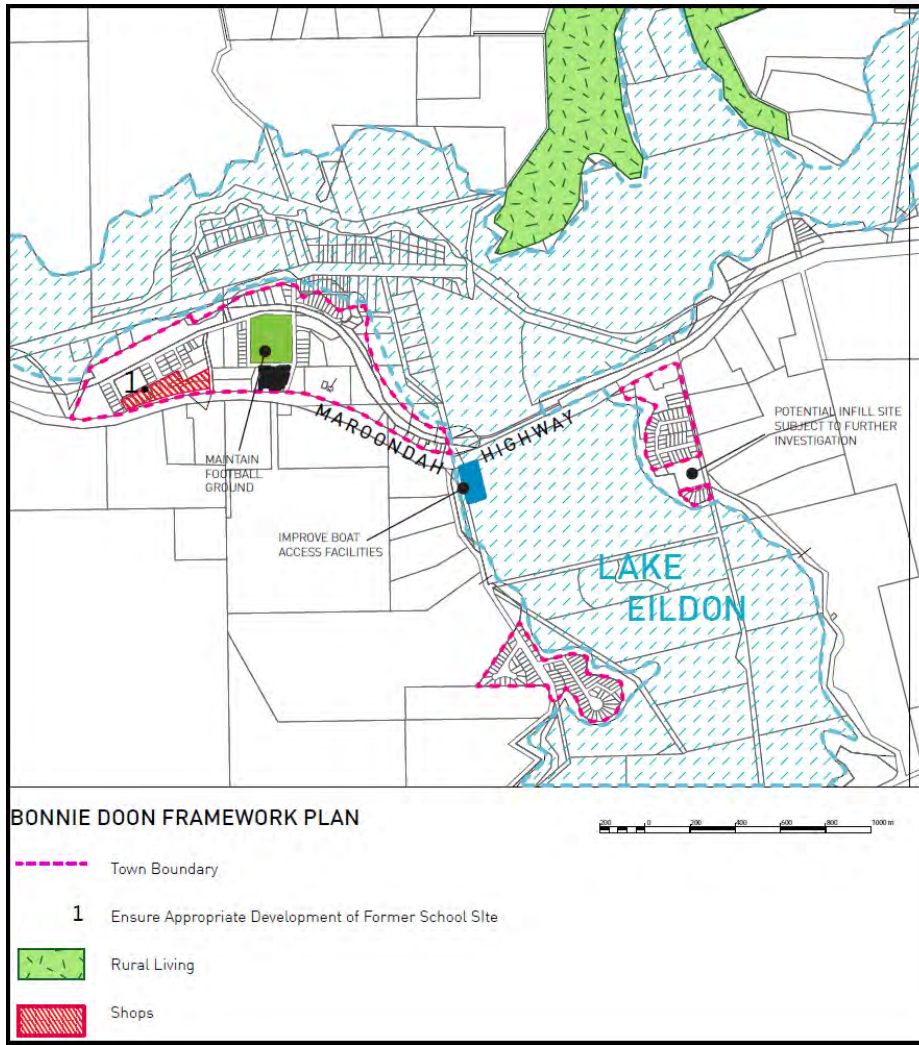 1
MAINTAIN
FOOTBALL
GROUND
MAROONDAH HIGHWAY
IMPROVE BOAT
ACCESS FACILITIES
POTENTIAL INFILL SITE
SUBJECT TO FURTHER
INVESTIGATION
LAKE
EILDON
BONNIE DOON FRAMEWORK PLAN
200 0 200 400 600 800 1000 m
Town Boundary
1 Ensure Appropriate Development of Former School SIte
Rural Living
Shops